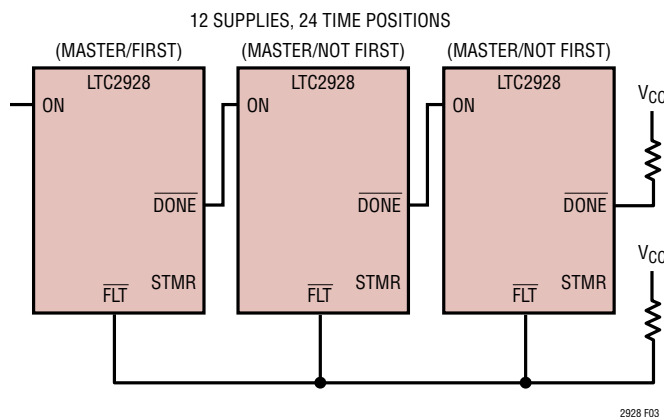 12 SUPPLIES, 24 TIME POSITIONS
(MASTER/FIRST) (MASTER/NOT FIRST) (MASTER/NOT FIRST)
LTC2928 LTC2928 LTC2928
VCC
ON ON ON
DONE DONE DONE
VCC
STMR STMR STMR
FLT FLT FLT
2928 F03